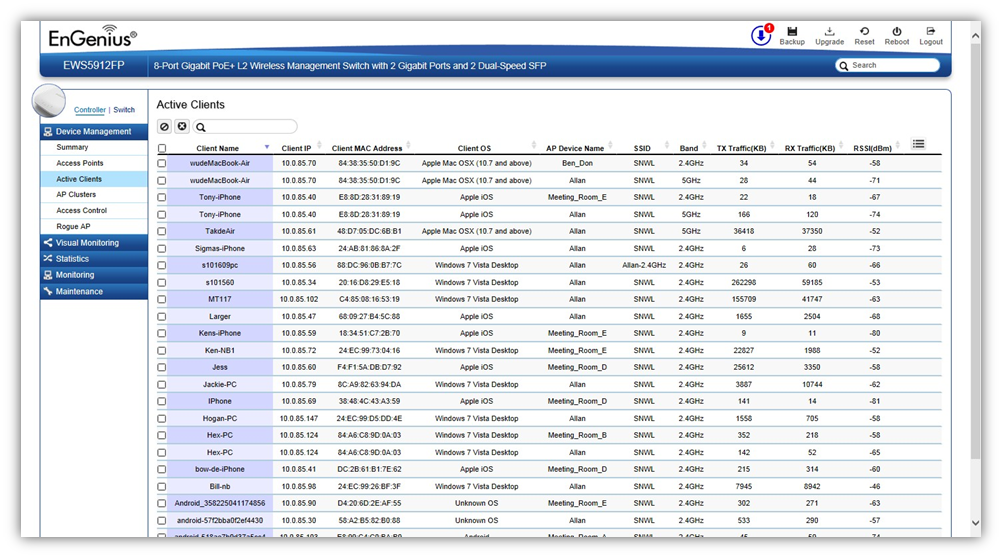 EnGenius®
1
Backup Upgrade Reset Reboot Logout
EWS5912FP 8-Port Gigabit PoE+ L2 Wireless Management Switch with 2 Gigabit Ports and 2 Dual-Speed SFP Search
Controller | Switch
Device Management
Summary
Access Points
Active Clients
AP Clusters
Access Control
Rogue AP
Visual Monitoring
Statistics
Monitoring
Maintenance
Active Clients
Client Name Client IP Client MAC Address Client OS AP Device Name SSID Band TX Traffic(KB) RX Traffic(KB) RSSI(dBm)
wudeMacBook-Air 10.0.85.70 84:38:35:50:D1:9C Apple Mac OSX (10.7 and above) Ben_Don SNWL 2.4GHz 34 54 -58
wudeMacBook-Air 10.0.85.70 84:38:35:50:D1:9C Apple Mac OSX (10.7 and above) Allan SNWL 5GHz 28 44 -71
Tony-iPhone 10.0.85.40 E8:8D:28:31:89:19 Apple iOS Meeting_Room_E SNWL 2.4GHz 22 18 -67
Tony-iPhone 10.0.85.40 E8:8D:28:31:89:19 Apple iOS Allan SNWL 5GHz 166 120 -74
TakdeAir 10.0.85.61 48:D7:05:DC:6B:B1 Apple Mac OSX (10.7 and above) Allan SNWL 5GHz 36418 37350 -52
Sigmas-iPhone 10.0.85.63 24:AB:81:86:8A:2F Apple iOS Allan SNWL 2.4GHz 6 28 -73
s101609pc 10.0.85.56 88:DC:96:0B:B7:7C Windows 7 Vista Desktop Allan Allan-2.4GHz 2.4GHz 26 60 -66
s101560 10.0.85.34 20:16:D8:29:E5:18 Windows 7 Vista Desktop Allan SNWL 2.4GHz 262298 59185 -53
MT117 10.0.85.102 C4:85:08:16:53:19 Windows 7 Vista Desktop Allan SNWL 2.4GHz 155709 41747 -63
Larger 10.0.85.47 68:09:27:B4:5C:88 Apple iOS Allan SNWL 2.4GHz 1655 2504 -68
Kens-iPhone 10.0.85.59 18:34:51:C7:2B:70 Apple iOS Meeting_Room_E SNWL 2.4GHz 9 11 -80
Ken-NB1 10.0.85.72 24:EC:99:73:04:16 Windows 7 Vista Desktop Meeting_Room_E SNWL 2.4GHz 22827 1988 -52
Jess 10.0.85.60 F4:F1:5A:DB:D7:92 Apple iOS Meeting_Room_D SNWL 2.4GHz 25612 3350 -58
Jackie-PC 10.0.85.79 8C:A9:82:63:94:DA Windows 7 Vista Desktop Allan SNWL 2.4GHz 3887 10744 -62
IPhone 10.0.85.69 38:48:4C:43:A3:59 Apple iOS Meeting_Room_D SNWL 2.4GHz 141 14 -81
Hogan-PC 10.0.85.147 24:EC:99:D5:DD:4E Windows 7 Vista Desktop Allan SNWL 2.4GHz 1558 705 -58
Hex-PC 10.0.85.124 84:A6:C8:9D:0A:03 Windows 7 Vista Desktop Meeting_Room_B SNWL 2.4GHz 352 218 -58
Hex-PC 10.0.85.124 84:A6:C8:9D:0A:03 Windows 7 Vista Desktop Allan SNWL 2.4GHz 142 52 -65
bow-de-iPhone 10.0.85.41 DC:2B:61:B1:7E:62 Apple iOS Meeting_Room_D SNWL 2.4GHz 215 314 -60
Bill-nb 10.0.85.98 24:EC:99:26:BF:3F Windows 7 Vista Desktop Allan SNWL 2.4GHz 7945 8942 -46
Android_358225041174856 10.0.85.90 D4:20:6D:2E:AF:55 Unknown OS Meeting_Room_E SNWL 2.4GHz 302 271 -63
android-57f2bba0f2ef4430 10.0.85.30 58:A2:B5:82:B0:88 Unknown OS Allan SNWL 2.4GHz 533 290 -57